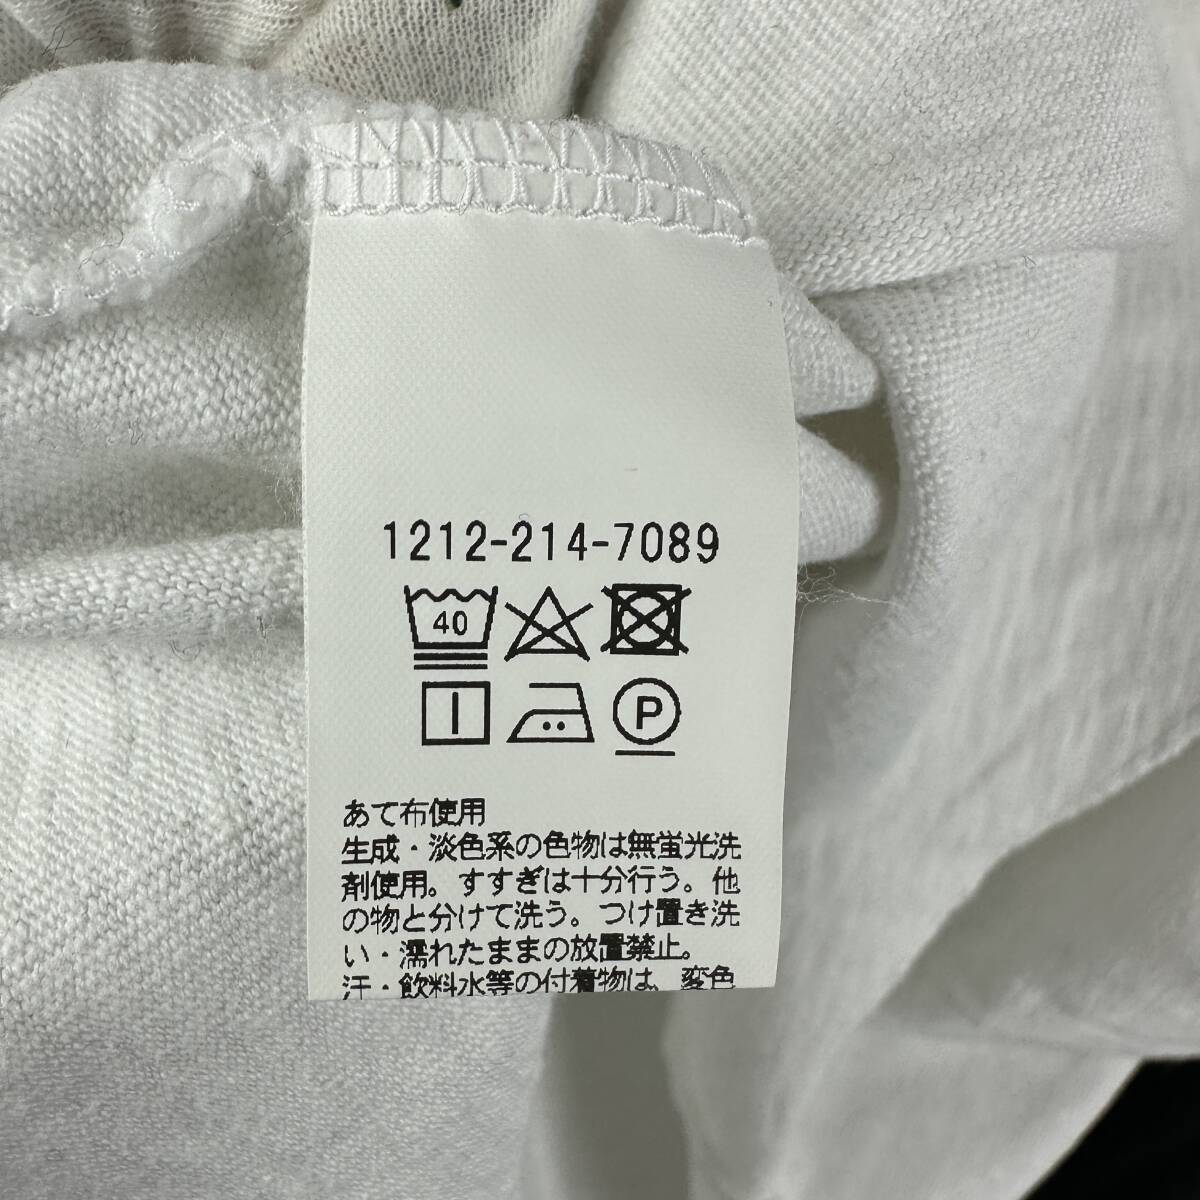 1212-214-7089
40
P
あて布使用
生成・淡色系の色物は無蛍光洗
剤使用。すすぎは十分行う。他
の物と分けて洗う。つけ置き洗
い・濡れたままの放置禁止。
汗・飲料水等の付着物は、変色